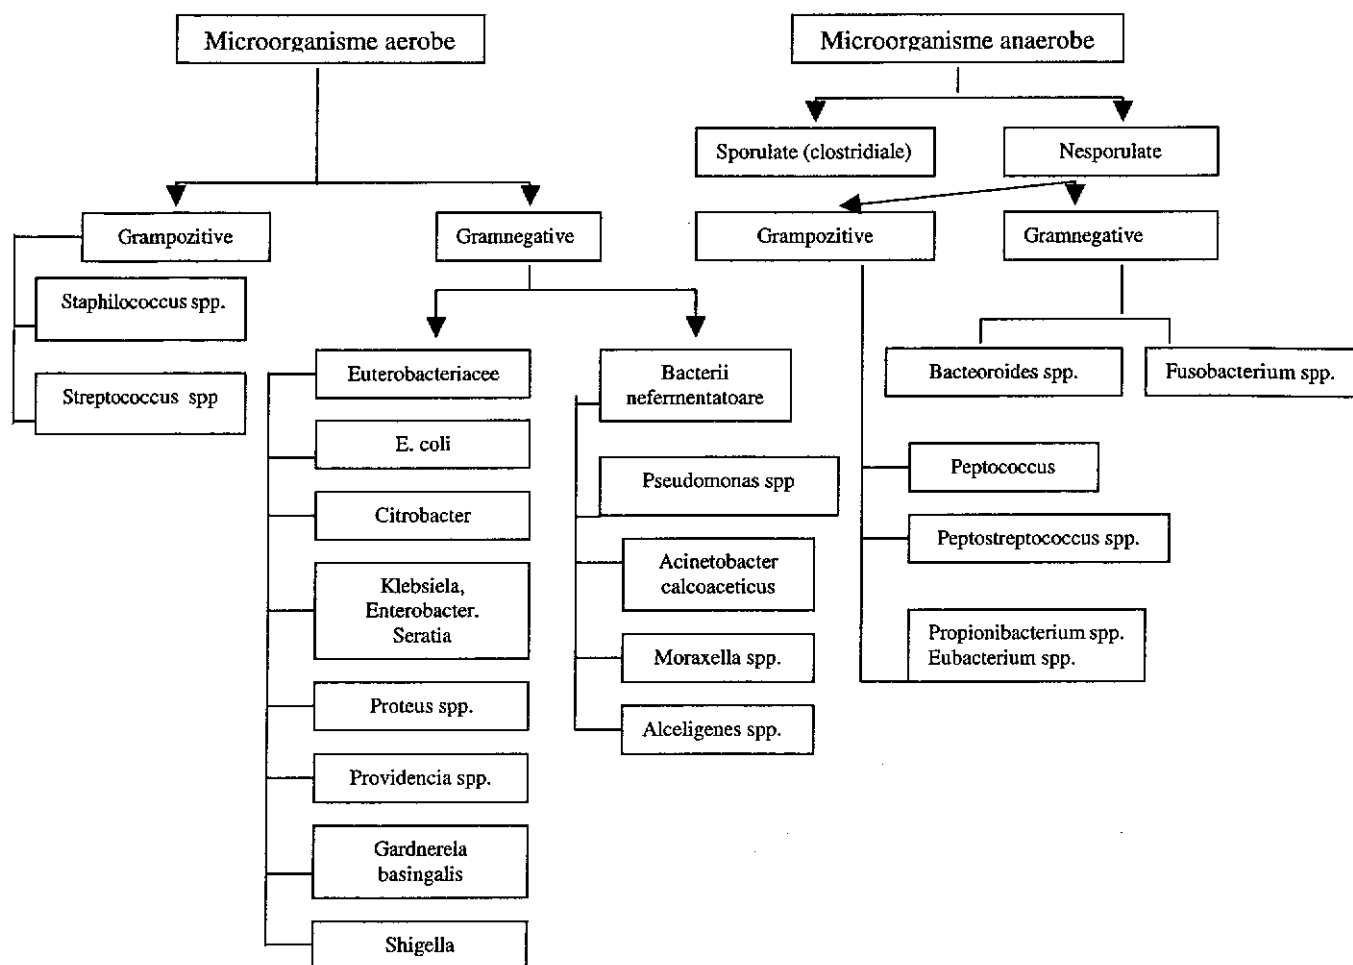 Microorganisme aerobe
Microorganisme anaerobe
Sporulate (clostridiale)
Nesporulate
Grampozitive
Gramnegative
Grampozitive
Gramnegative
Staphilococcus spp.
Streptococcus spp
Euterobacteriacee
E. coli
Citrobacter
Klebsiela,
Enterobacter.
Seratia
Proteus spp.
Providencia spp.
Gardnerela
basingalis
Shigella
Bacterii
nefermentatoare
Pseudomonas spp
Acinetobacter
calcoaceticus
Moraxella spp.
Alceligenes spp.
Bacteoroides spp.
Fusobacterium spp.
Peptococcus
Peptostreptococcus spp.
Propionibacterium spp.
Eubacterium spp.